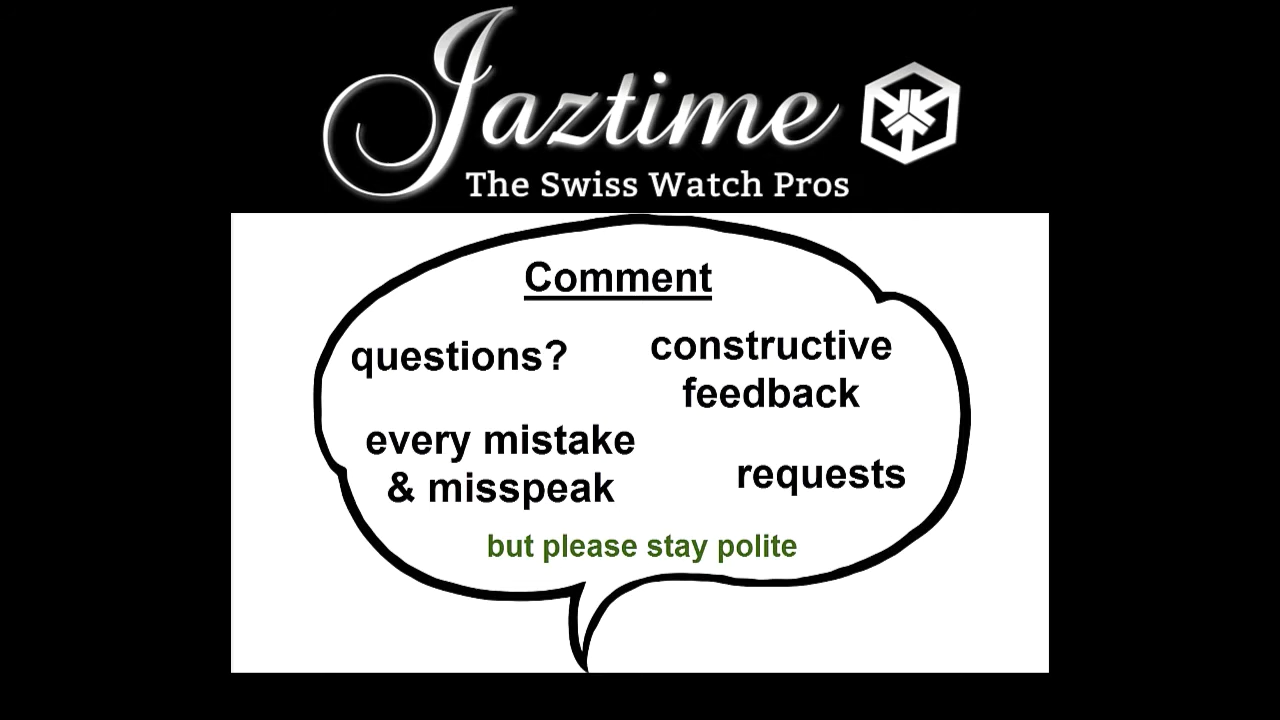 Jaztime
The Swiss Watch Pros
Comment
questions?
constructive
feedback
every mistake
& misspeak
requests
but please stay polite